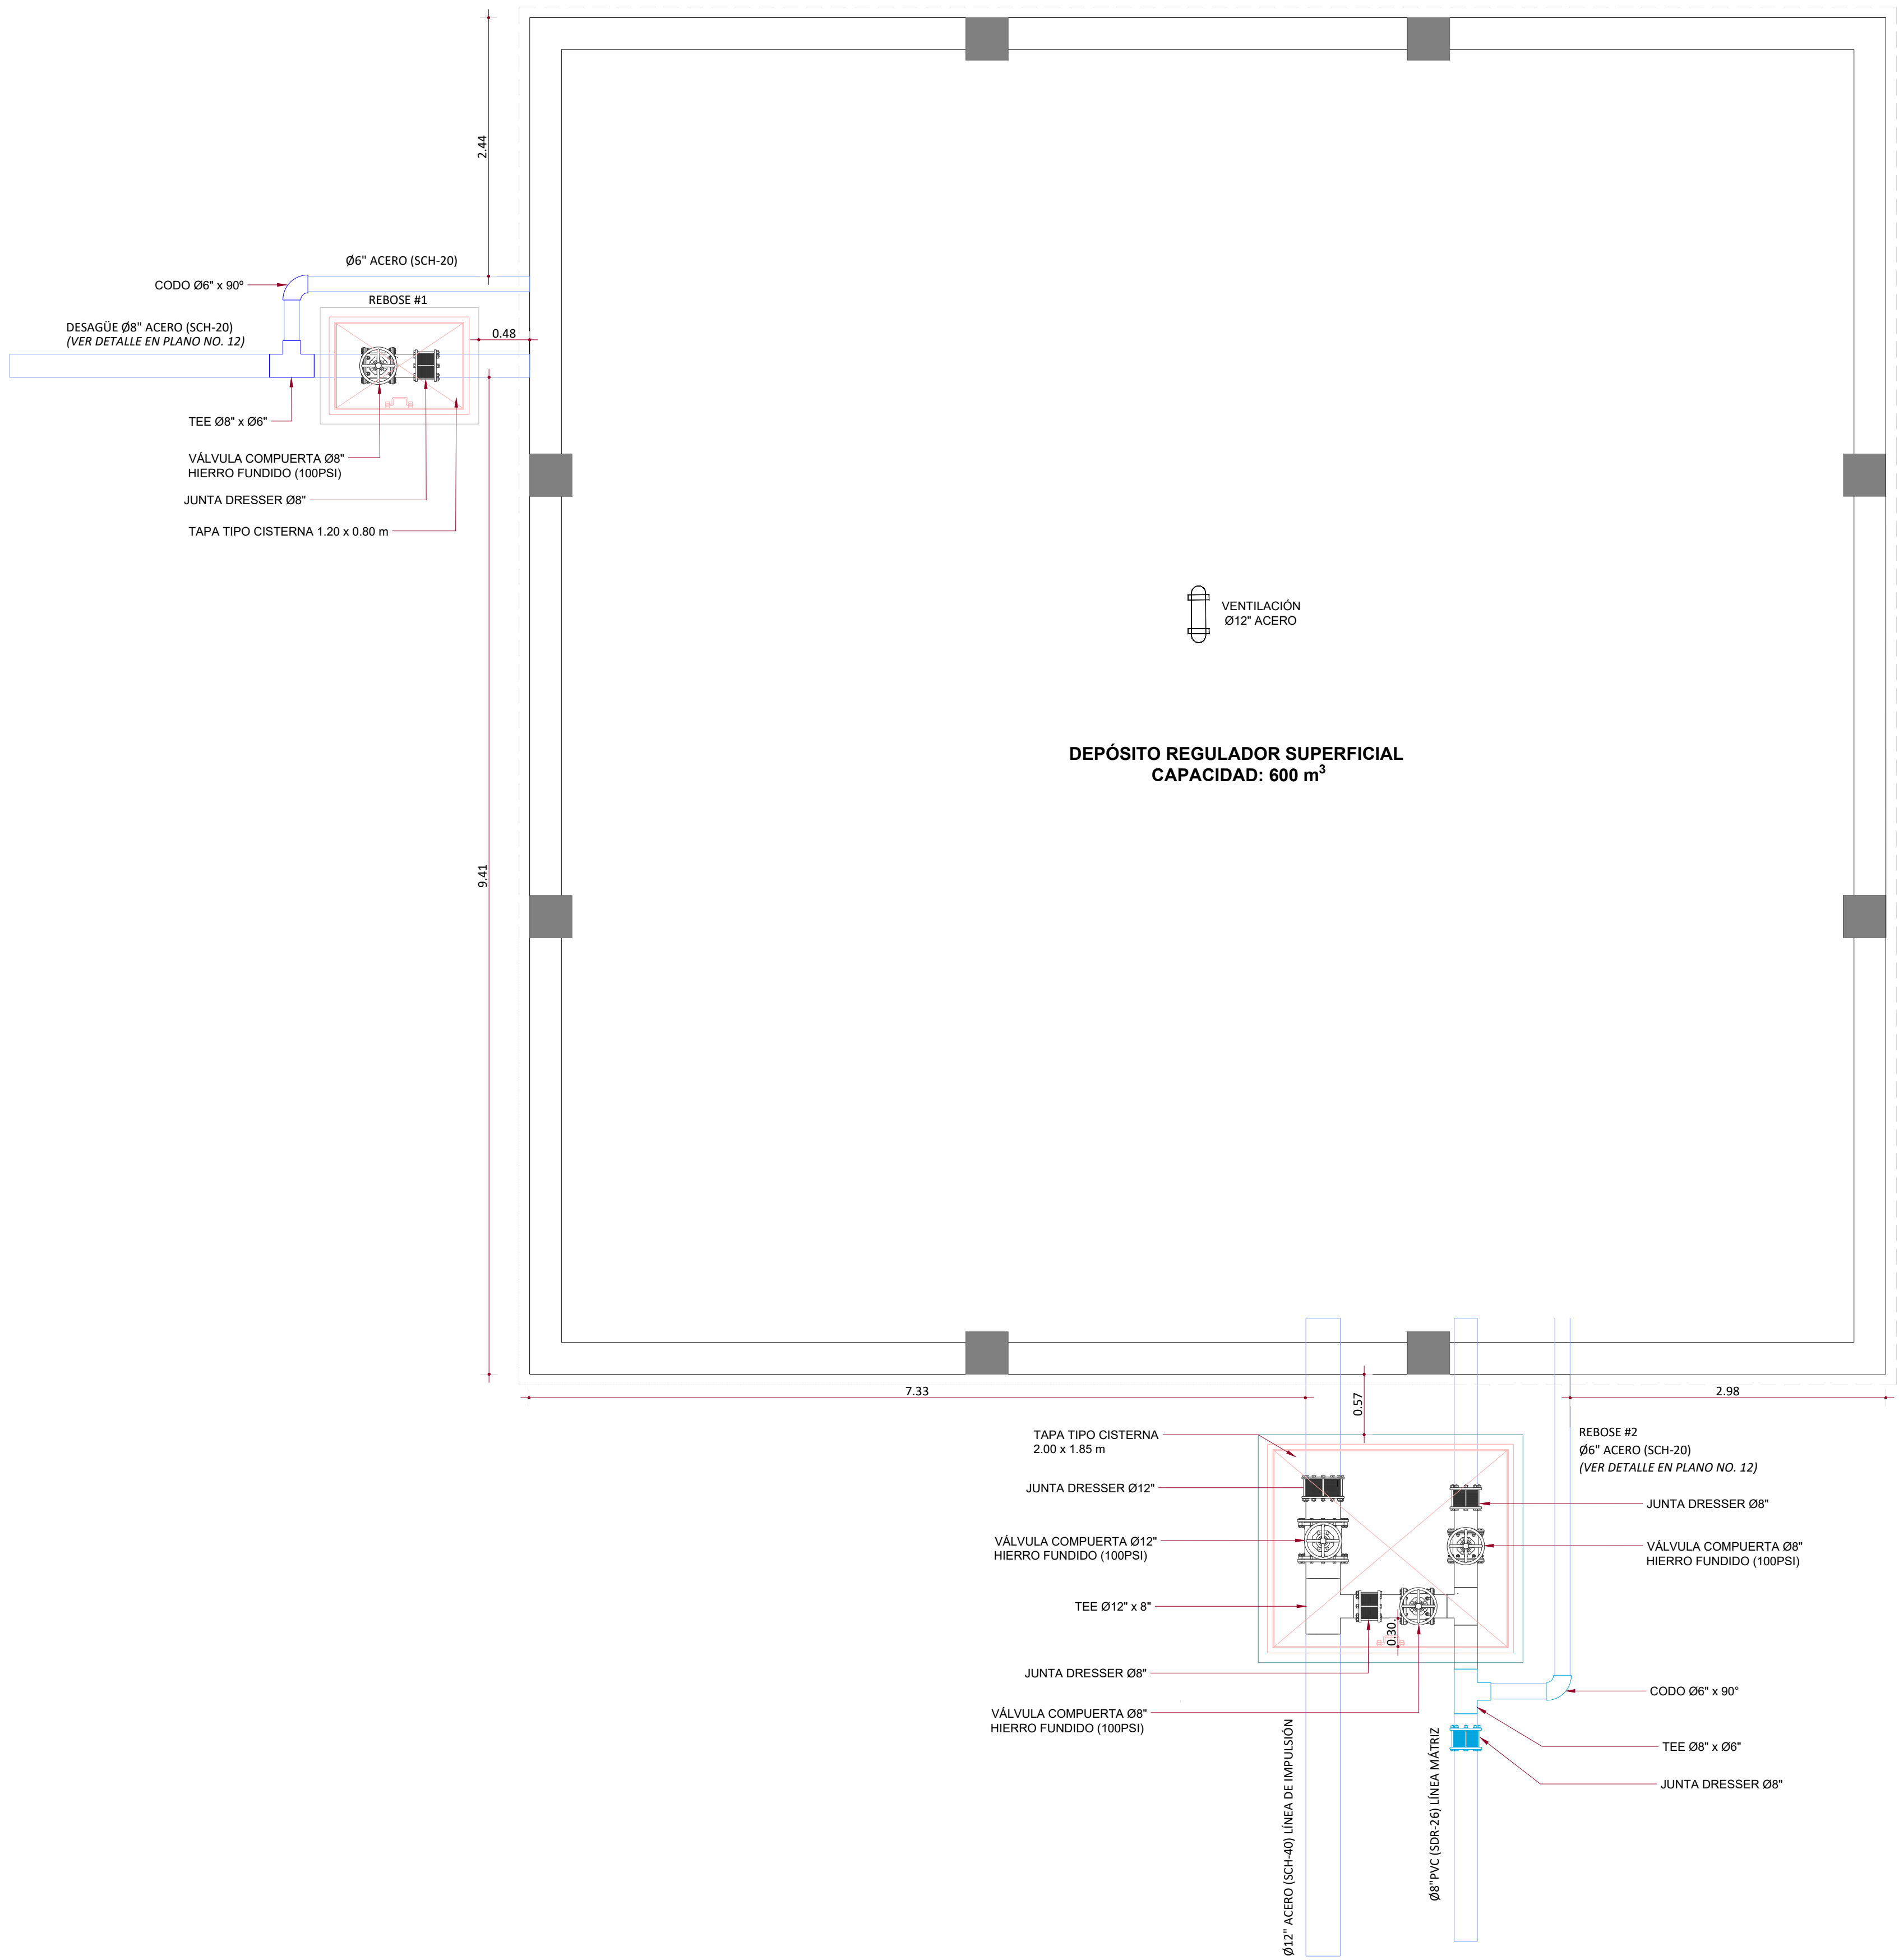 2.44
Ø6" ACERO (SCH-20)
CODO Ø6" x 90º
REBOSE #1
DESAGÜE Ø8" ACERO (SCH-20)
(VER DETALLE EN PLANO NO. 12)
0.48
TEE Ø8" x Ø6"
VÁLVULA COMPUERTA Ø8"
HIERRO FUNDIDO (100PSI)
JUNTA DRESSER Ø8"
TAPA TIPO CISTERNA 1.20 x 0.80 m
VENTILACIÓN
Ø12" ACERO
DEPÓSITO REGULADOR SUPERFICIAL
CAPACIDAD: 600 m³
9.41
7.33
0.57
2.98
TAPA TIPO CISTERNA
2.00 x 1.85 m
REBOSE #2
Ø6" ACERO (SCH-20)
(VER DETALLE EN PLANO NO. 12)
JUNTA DRESSER Ø12"
JUNTA DRESSER Ø8"
VÁLVULA COMPUERTA Ø12"
HIERRO FUNDIDO (100PSI)
VÁLVULA COMPUERTA Ø8"
HIERRO FUNDIDO (100PSI)
TEE Ø12" x 8"
0.30
JUNTA DRESSER Ø8"
CODO Ø6" x 90°
VÁLVULA COMPUERTA Ø8"
HIERRO FUNDIDO (100PSI)
TEE Ø8" x Ø6"
JUNTA DRESSER Ø8"
Ø12" ACERO (SCH-40) LÍNEA DE IMPULSIÓN
Ø8"PVC (SDR-26) LÍNEA MÁTRIZ